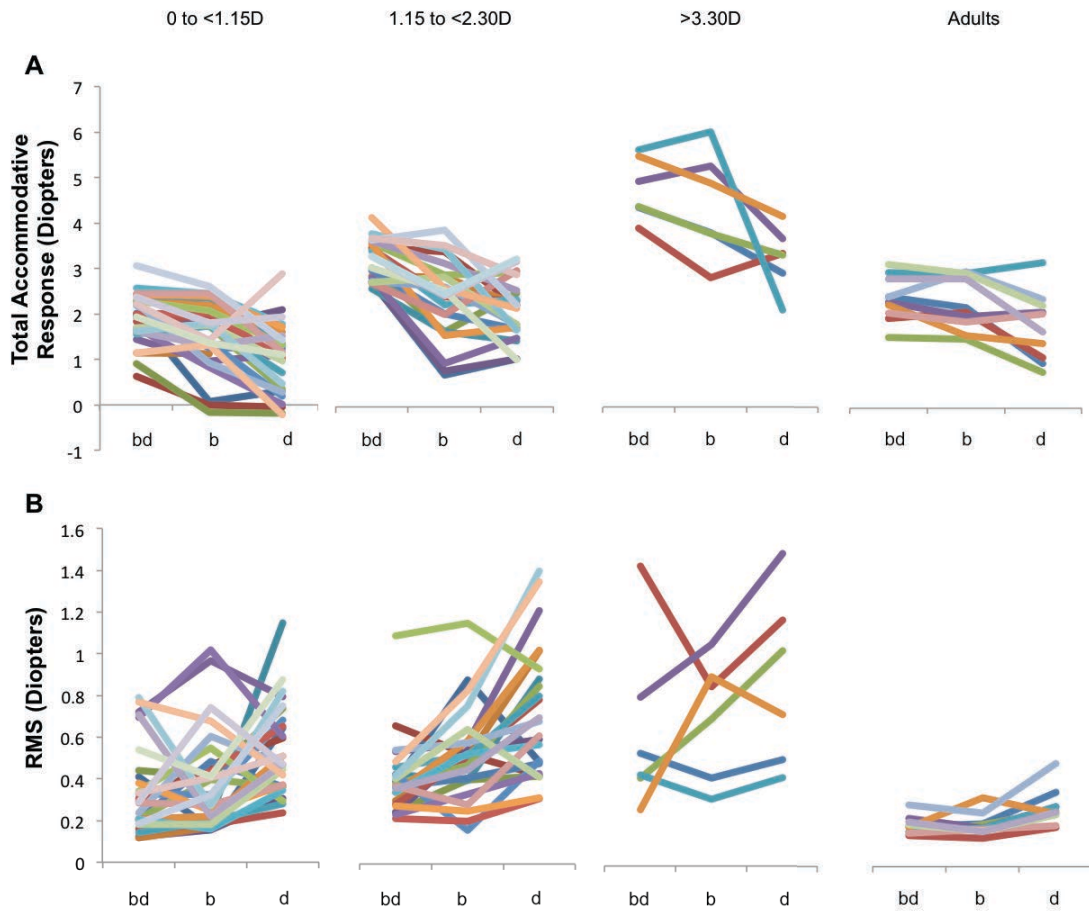 0 to <1.15D 1.15 to <2.30D >3.30D Adults
A
Total Accommodative
Response (Diopters)
7
6
5
4
3
2
1
0
-1
bd b d bd b d bd b d bd b d
B
RMS (Diopters)
1.6
1.4
1.2
1
0.8
0.6
0.4
0.2
0
bd b d bd b d bd b d bd b d